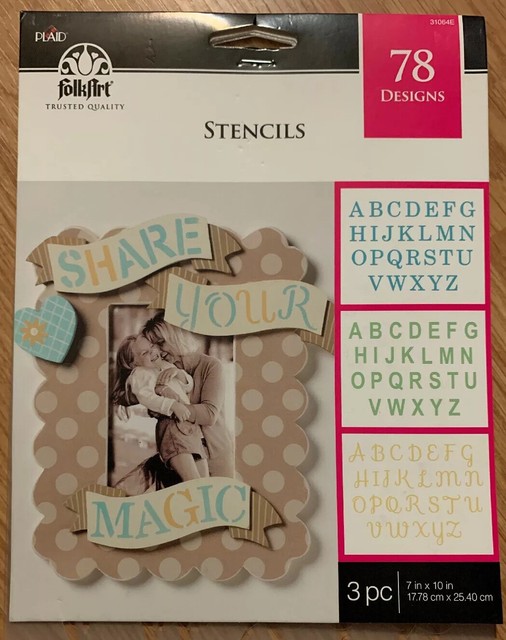 31064E
PLAID®
folkArt®
TRUSTED QUALITY
78
DESIGNS
STENCILS
SHARE
YOUR
MAGIC
ABCDEFG
HIJKLMN
OPQRSTU
VWXYZ
ABCDEFG
HIJKLMN
OPQRSTU
VWXYZ
ABCDEFG
HIJKLMN
OPQRSTU
VWXYZ
3 pc
7 in x 10 in
17.78 cm x 25.40 cm